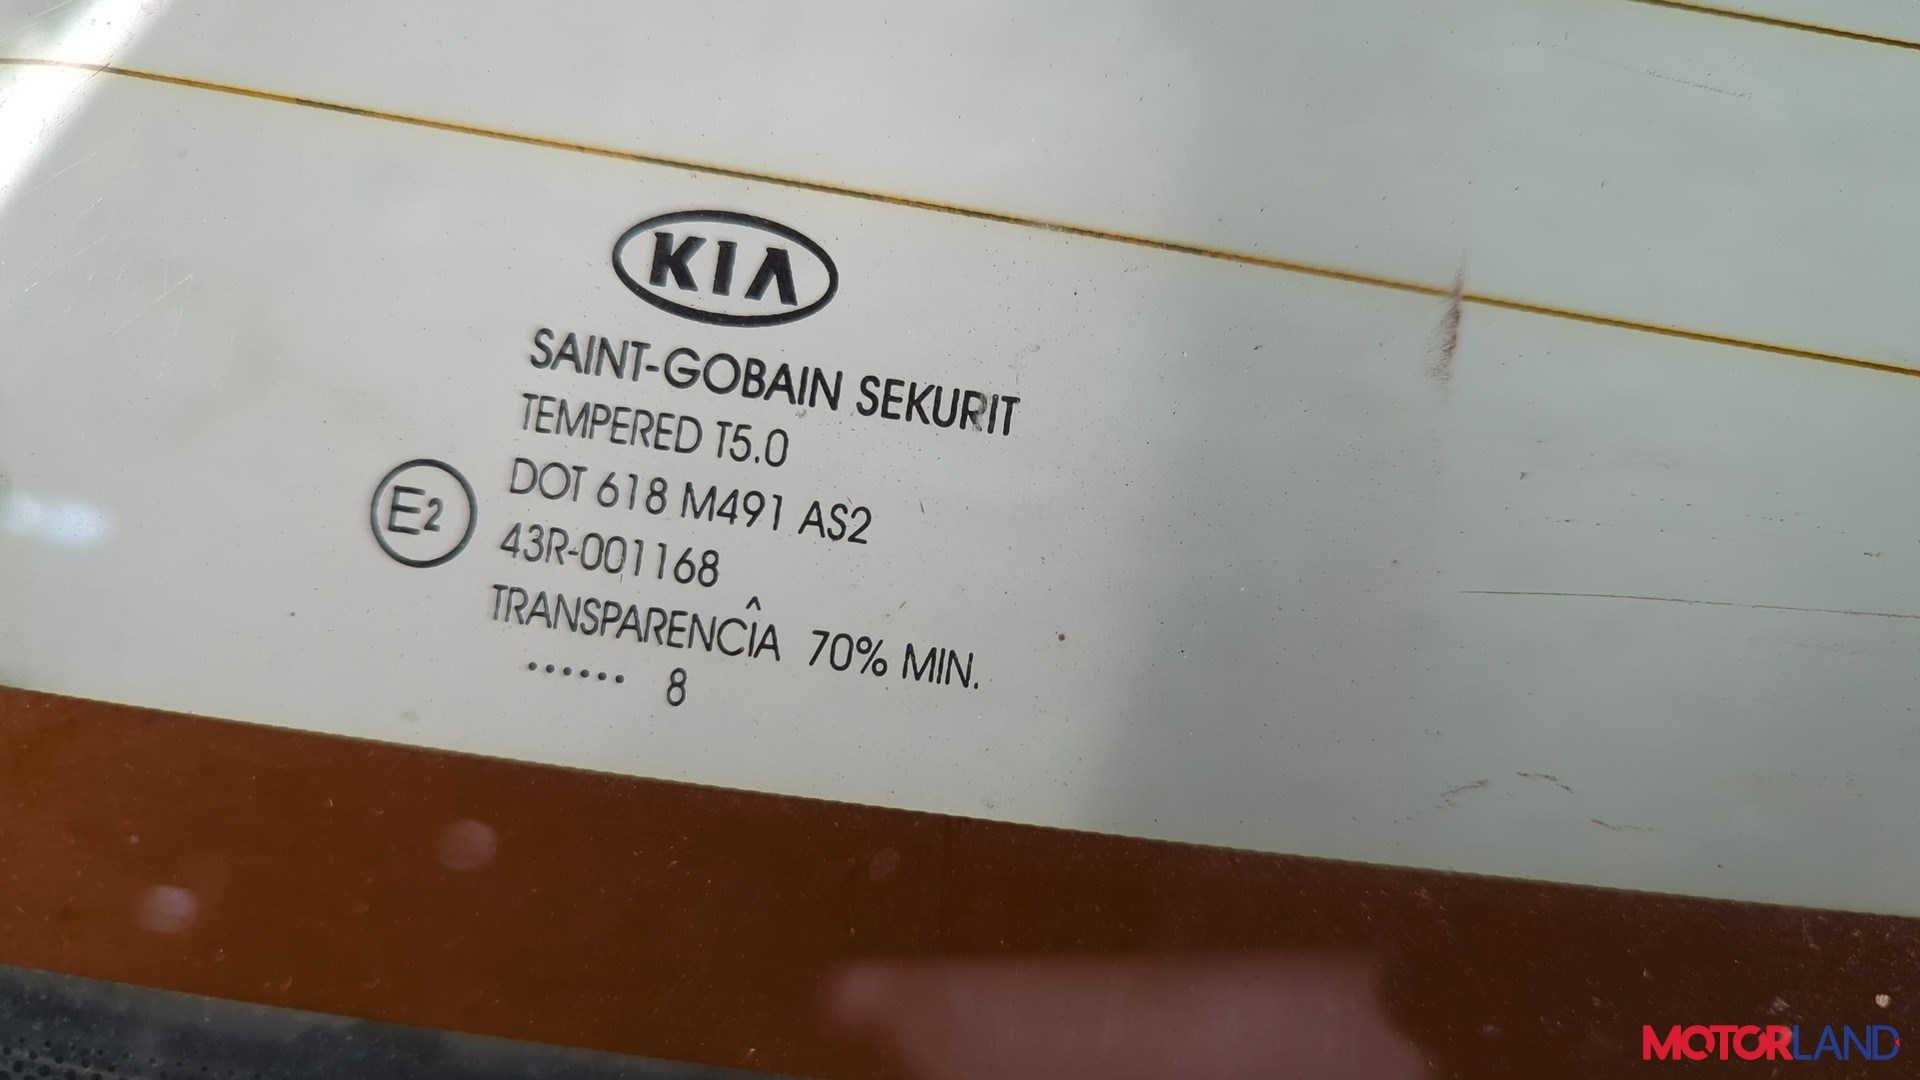 KIA
SAINT-GOBAIN SEKURIT
TEMPERED T5.0
DOT 618 M491 AS2
E2
43R-001168
TRANSPARENCÎA 70% MIN.
...... 8
MOTORLAND